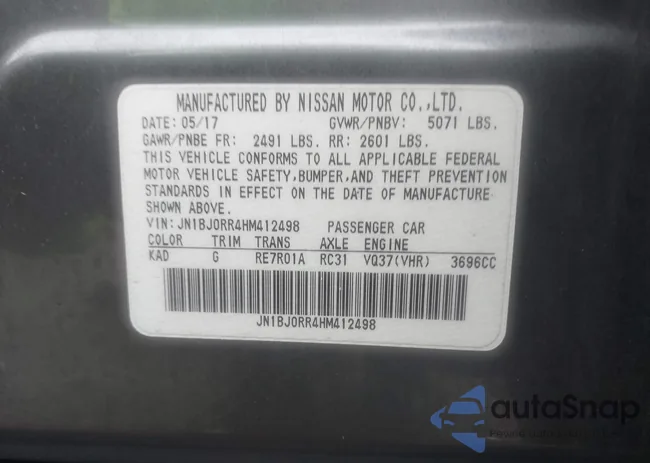 MANUFACTURED BY NISSAN MOTOR CO.,LTD.
DATE: 05/17 GVWR/PNBV: 5071 LBS.
GAWR/PNBE FR: 2491 LBS. RR: 2601 LBS.
THIS VEHICLE CONFORMS TO ALL APPLICABLE FEDERAL
MOTOR VEHICLE SAFETY,BUMPER,AND THEFT PREVENTION
STANDARDS IN EFFECT ON THE DATE OF MANUFACTURE
SHOWN ABOVE.
VIN: JN1BJ0RR4HM412498 PASSENGER CAR
COLOR TRIM TRANS AXLE ENGINE
KAD G RE7R01A RC31 VQ37(VHR) 3696CC
JN1BJ0RR4HM412498
autoSnap